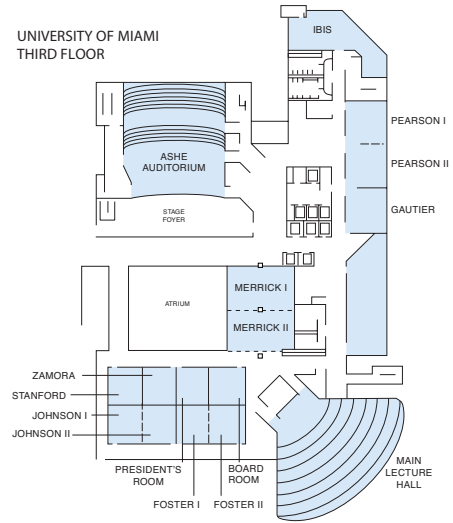 UNIVERSITY OF MIAMI
THIRD FLOOR
IBIS
PEARSON I
PEARSON II
GAUTIER
ASHE
AUDITORIUM
STAGE
FOYER
ATRIUM
MERRICK I
MERRICK II
ZAMORA
STANFORD
JOHNSON I
JOHNSON II
PRESIDENT'S
ROOM
BOARD
ROOM
FOSTER I
FOSTER II
MAIN
LECTURE
HALL